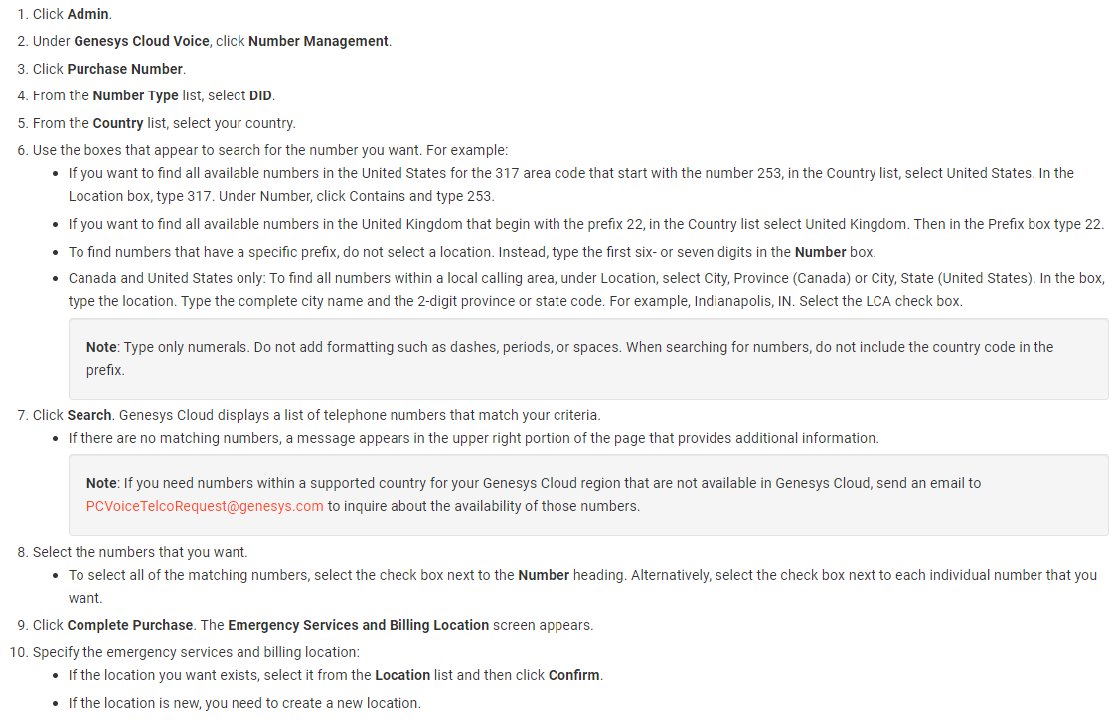 1. Click Admin.
2. Under Genesys Cloud Voice, click Number Management.
3. Click Purchase Number.
4. From the Number Type list, select DID.
5. From the Country list, select your country.
6. Use the boxes that appear to search for the number you want. For example:
• If you want to find all available numbers in the United States for the 317 area code that start with the number 253, in the Country list, select United States. In the
Location box, type 317. Under Number, click Contains and type 253.
• If you want to find all available numbers in the United Kingdom that begin with the prefix 22, in the Country list select United Kingdom. Then in the Prefix box type 22.
• To find numbers that have a specific prefix, do not select a location. Instead, type the first six- or seven digits in the Number box.
• Canada and United States only: To find all numbers within a local calling area, under Location, select City, Province (Canada) or City, State (United States). In the box,
type the location. Type the complete city name and the 2-digit province or state code. For example, Indianapolis, IN. Select the LCA check box.
Note: Type only numerals. Do not add formatting such as dashes, periods, or spaces. When searching for numbers, do not include the country code in the
prefix.
7. Click Search. Genesys Cloud displays a list of telephone numbers that match your criteria.
• If there are no matching numbers, a message appears in the upper right portion of the page that provides additional information.
Note: If you need numbers within a supported country for your Genesys Cloud region that are not available in Genesys Cloud, send an email to
PCVoiceTelcoRequest@genesys.com to inquire about the availability of those numbers.
8. Select the numbers that you want.
• To select all of the matching numbers, select the check box next to the Number heading. Alternatively, select the check box next to each individual number that you
want.
9. Click Complete Purchase. The Emergency Services and Billing Location screen appears.
10. Specify the emergency services and billing location:
• If the location you want exists, select it from the Location list and then click Confirm.
• If the location is new, you need to create a new location.